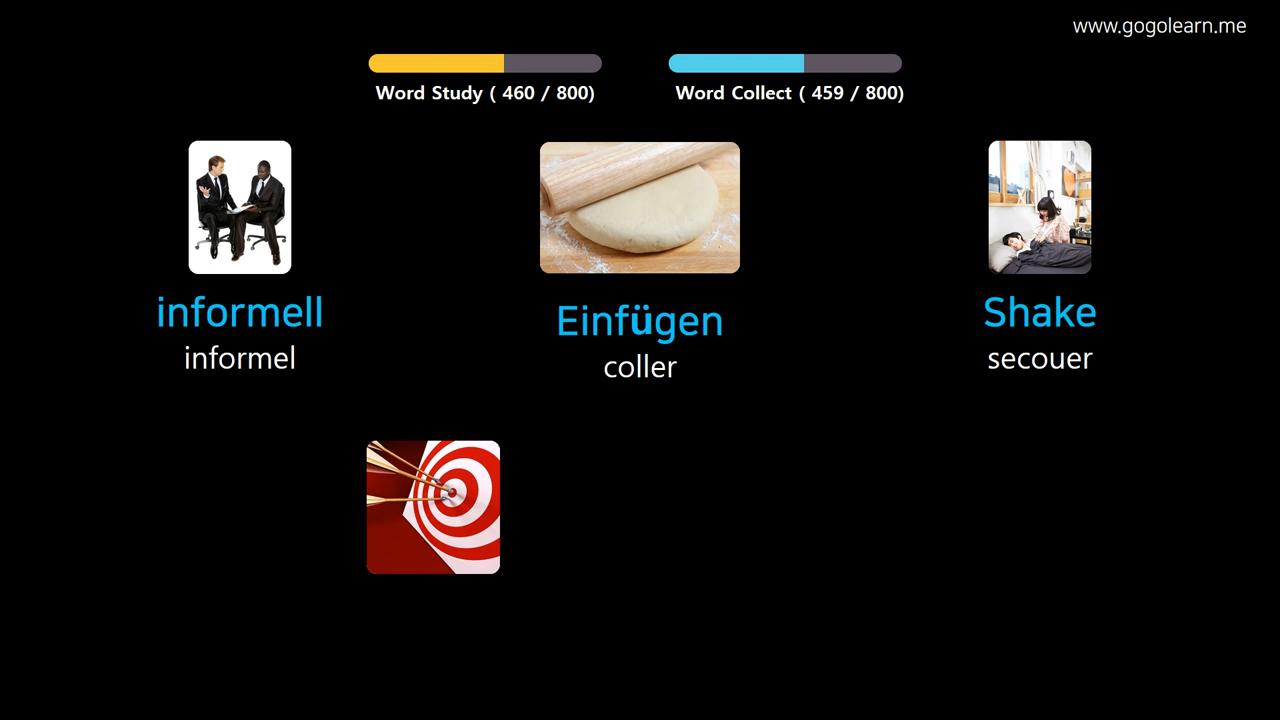 www.gogolearn.me
Word Study ( 460 / 800)
Word Collect ( 459 / 800)
informell
informel
Einfügen
coller
Shake
secouer